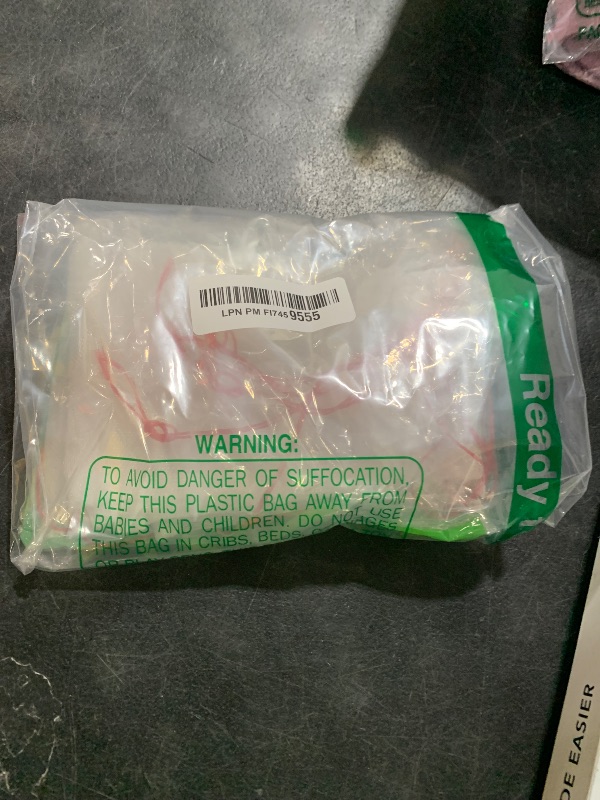 PA
LPN PM FI7459555
Ready
WARNING:
TO AVOID DANGER OF SUFFOCATION,
KEEP THIS PLASTIC BAG AWAY FROM
BABIES AND CHILDREN. DO NOT USE
THIS BAG IN CRIBS, BEDS,
DE EASIER